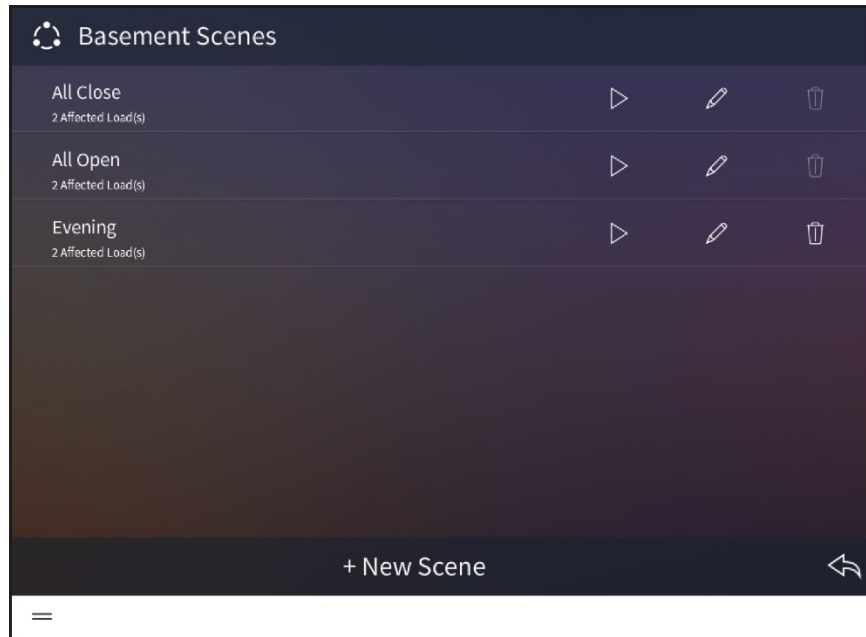 Basement Scenes
All Close
2 Affected Load(s)
All Open
2 Affected Load(s)
Evening
2 Affected Load(s)
+ New Scene